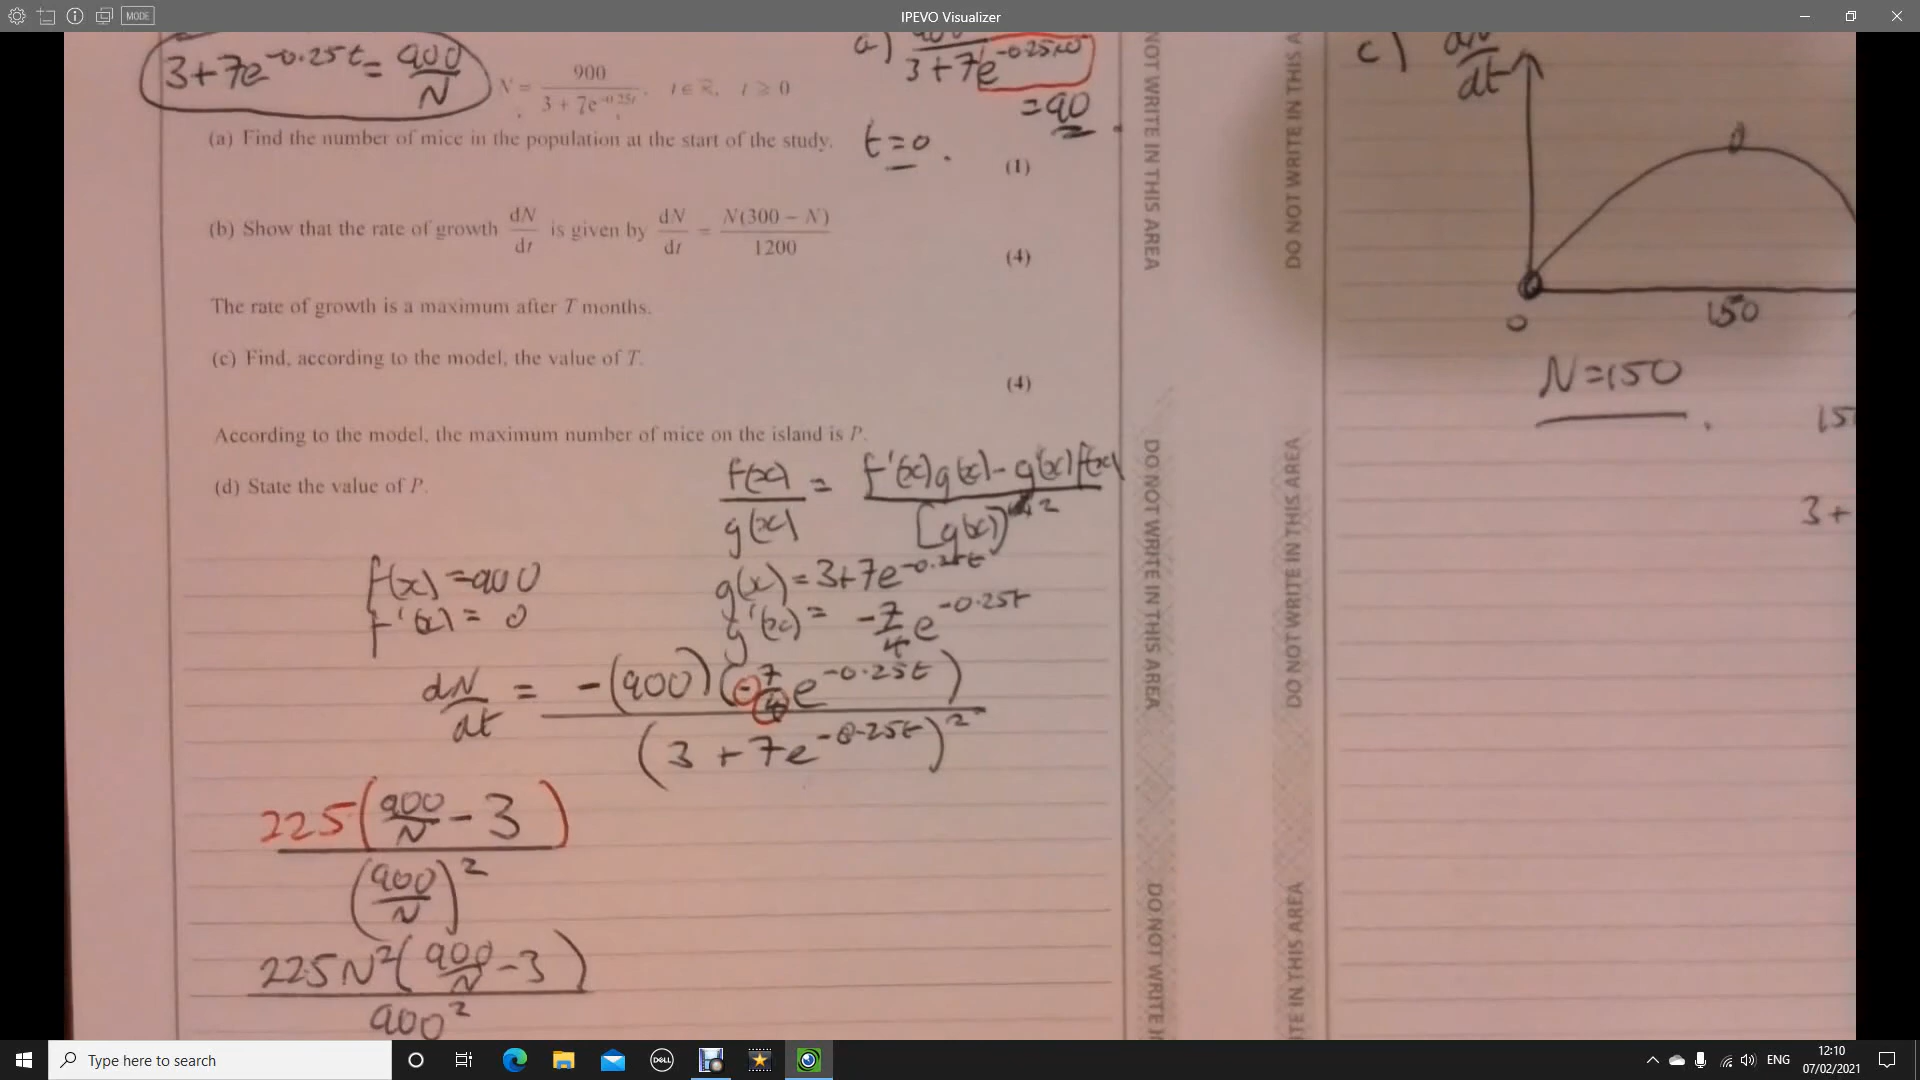 MODE
IPEVO Visualizer
3+7e^-0.25t = 900/N
N = 900/(3 + 7e^-0.25t), t ∈ ℝ, t ⩾ 0
a) 900/(3+7e^-0.25x0)
=90
(a) Find the number of mice in the population at the start of the study.
t=0.
(1)
(b) Show that the rate of growth dN/dt is given by dN/dt = N(300 – N)/1200
(4)
The rate of growth is a maximum after T months.
(c) Find, according to the model, the value of T.
(4)
According to the model, the maximum number of mice on the island is P.
(d) State the value of P.
f(x)/g(x) = f'(x)g(x)-g'(x)f(x)/[g(x)]^2
f(x) = 900
f'(x) = 0
g(x) = 3+7e^-0.25t
g'(x) = -7/4 e^-0.25t
dN/dt = -(900)(-7/4 e^-0.25t)/(3+7e^-0.25t)^2
225(900/N - 3)
(900/N)^2
225N^2(900/N - 3)
900^2
NOT WRITE IN THIS AREA
DO NOT WRITE IN THIS AREA
DO NOT WRITE I
DO NOT WRITE IN THIS A
DO NOT WRITE IN THIS AREA
TE IN THIS AREA
c) dN/dt
0
150
N=150.
15
3+
Type here to search
DELL
ENG
12:10
07/02/2021